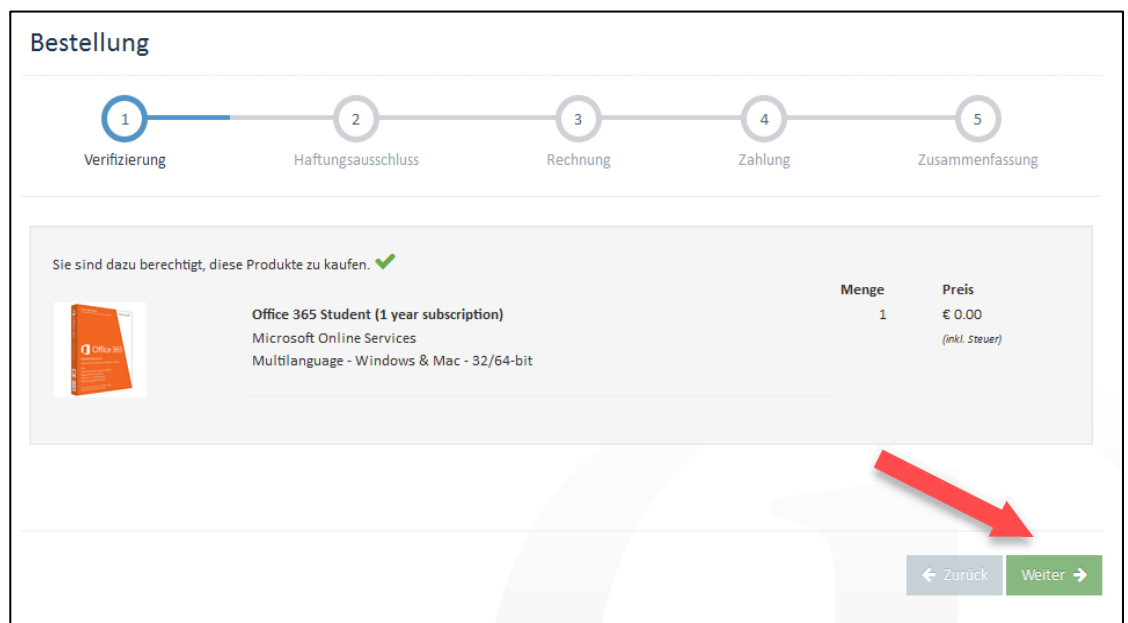 Bestellung
1
2
3
4
5
Verifizierung
Haftungsausschluss
Rechnung
Zahlung
Zusammenfassung
Sie sind dazu berechtigt, diese Produkte zu kaufen.
Menge
Preis
Office 365 Student (1 year subscription)
1
€ 0.00
Microsoft Online Services
(inkl. Steuer)
Multilanguage - Windows & Mac - 32/64-bit
Office 365
Zurück
Weiter